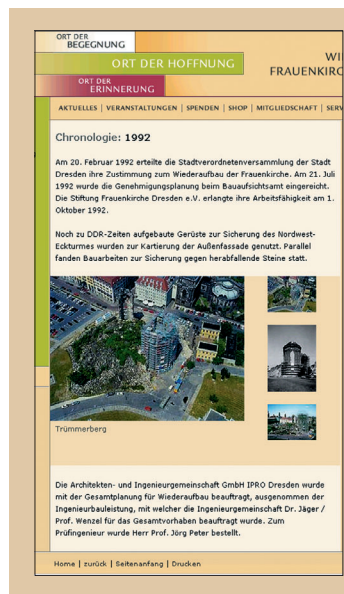 ORT DER
BEGEGNUNG
ORT DER HOFFNUNG
ORT DER
ERINNERUNG
FRAUENKIRC
AKTUELLES | VERANSTALTUNGEN | SPENDEN | SHOP | MITGLIEDSCHAFT | SERV
Chronologie: 1992
Am 20. Februar 1992 erteilte die Stadtverordnetenversammlung der Stadt
Dresden ihre Zustimmung zum Wiederaufbau der Frauenkirche. Am 21. Juli
1992 wurde die Genehmigungsplanung beim Bauaufsichtsamt eingereicht.
Die Stiftung Frauenkirche Dresden e.V. erlangte ihre Arbeitsfähigkeit am 1.
Oktober 1992.
Noch zu DDR-Zeiten aufgebaute Gerüste zur Sicherung des Nordwest-
Eckturmes wurden zur Kartierung der Außenfassade genutzt. Parallel
fanden Bauarbeiten zur Sicherung gegen herabfallende Steine statt.
Trümmerberg
Die Architekten- und Ingenieurgemeinschaft GmbH IPRO Dresden wurde
mit der Gesamtplanung für Wiederaufbau beauftragt, ausgenommen der
Ingenieurbauleistung, mit welcher die Ingenieurgemeinschaft Dr. Jäger /
Prof. Wenzel für das Gesamtvorhaben beauftragt wurde. Zum
Prüfingenieur wurde Herr Prof. Jörg Peter bestellt.
Home | zurück | Seitenanfang | Drucken